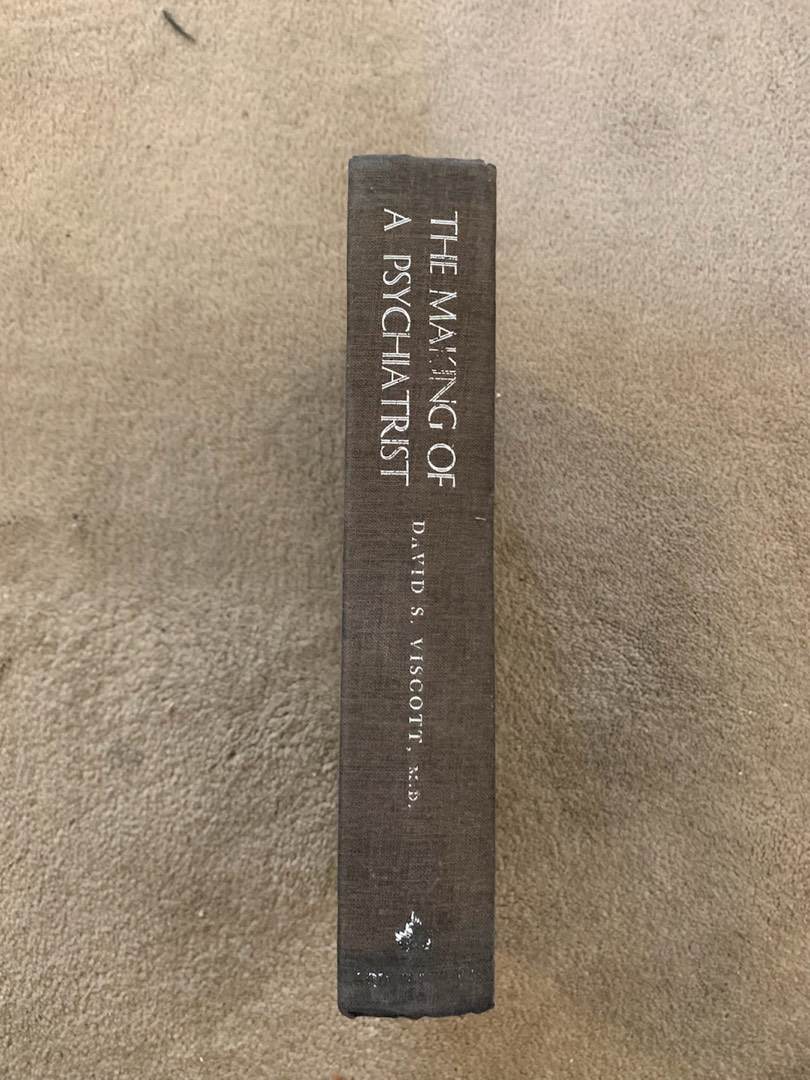 THE MAKING OF
A PSYCHIATRIST
DAVID S. VISCOTT, M.D.